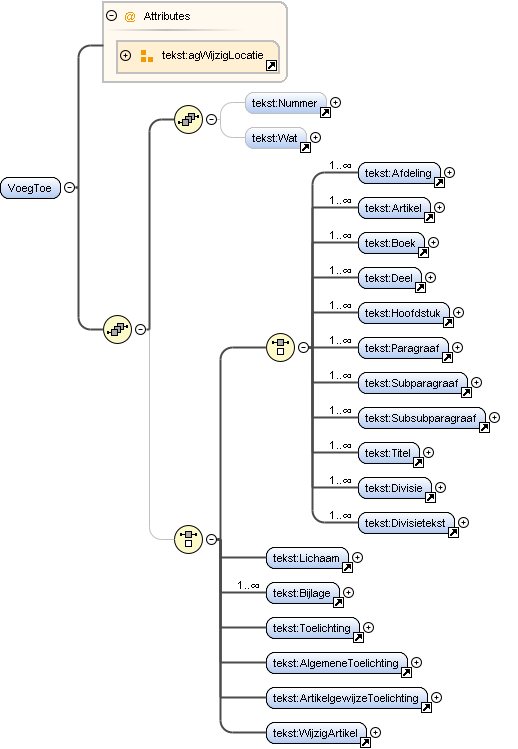 Attributes
tekst:agWijzigLocatie
tekst:Nummer
tekst:Wat
VoegToe
1..∞
tekst:Afdeling
1..∞
tekst:Artikel
1..∞
tekst:Boek
1..∞
tekst:Deel
1..∞
tekst:Hoofdstuk
1..∞
tekst:Paragraaf
1..∞
tekst:Subparagraaf
1..∞
tekst:Subsubparagraaf
1..∞
tekst:Titel
1..∞
tekst:Divisie
1..∞
tekst:Divisietekst
tekst:Lichaam
1..∞
tekst:Bijlage
tekst:Toelichting
tekst:AlgemeneToelichting
tekst:ArtikelgewijzeToelichting
tekst:WijzigArtikel